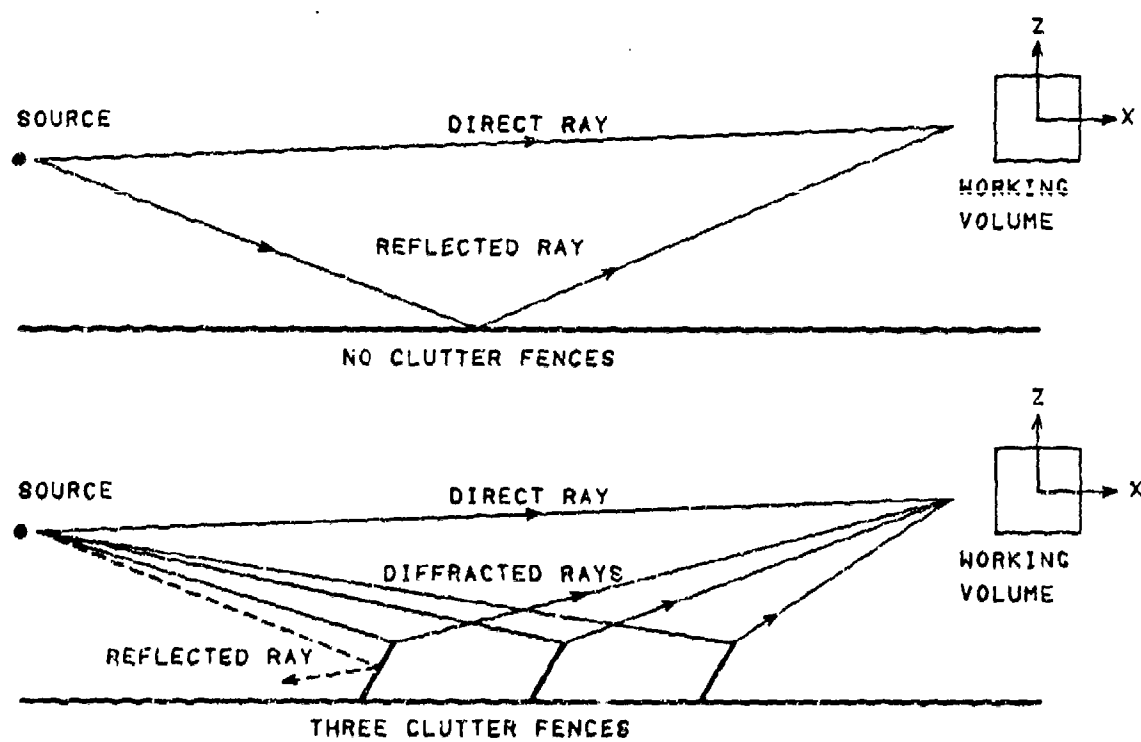 Z
X
SOURCE
DIRECT RAY
WORKING
VOLUME
REFLECTED RAY
NO CLUTTER FENCES
Z
X
SOURCE
DIRECT RAY
WORKING
VOLUME
DIFFRACTED RAYS
REFLECTED RAY
THREE CLUTTER FENCES